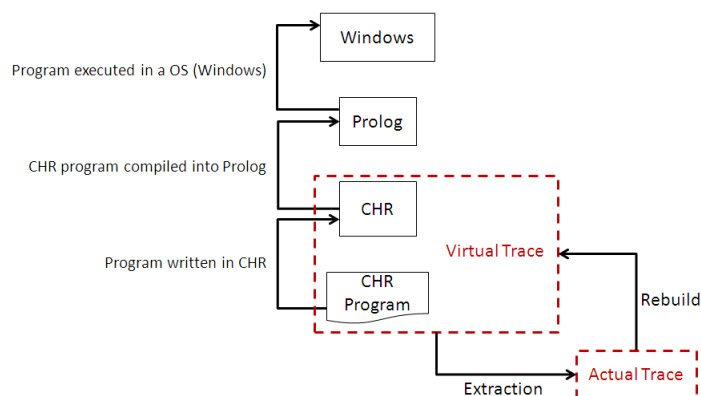 Windows
Program executed in a OS (Windows)
Prolog
CHR program compiled into Prolog
CHR
Virtual Trace
Program written in CHR
CHR
Program
Rebuild
Actual Trace
Extraction